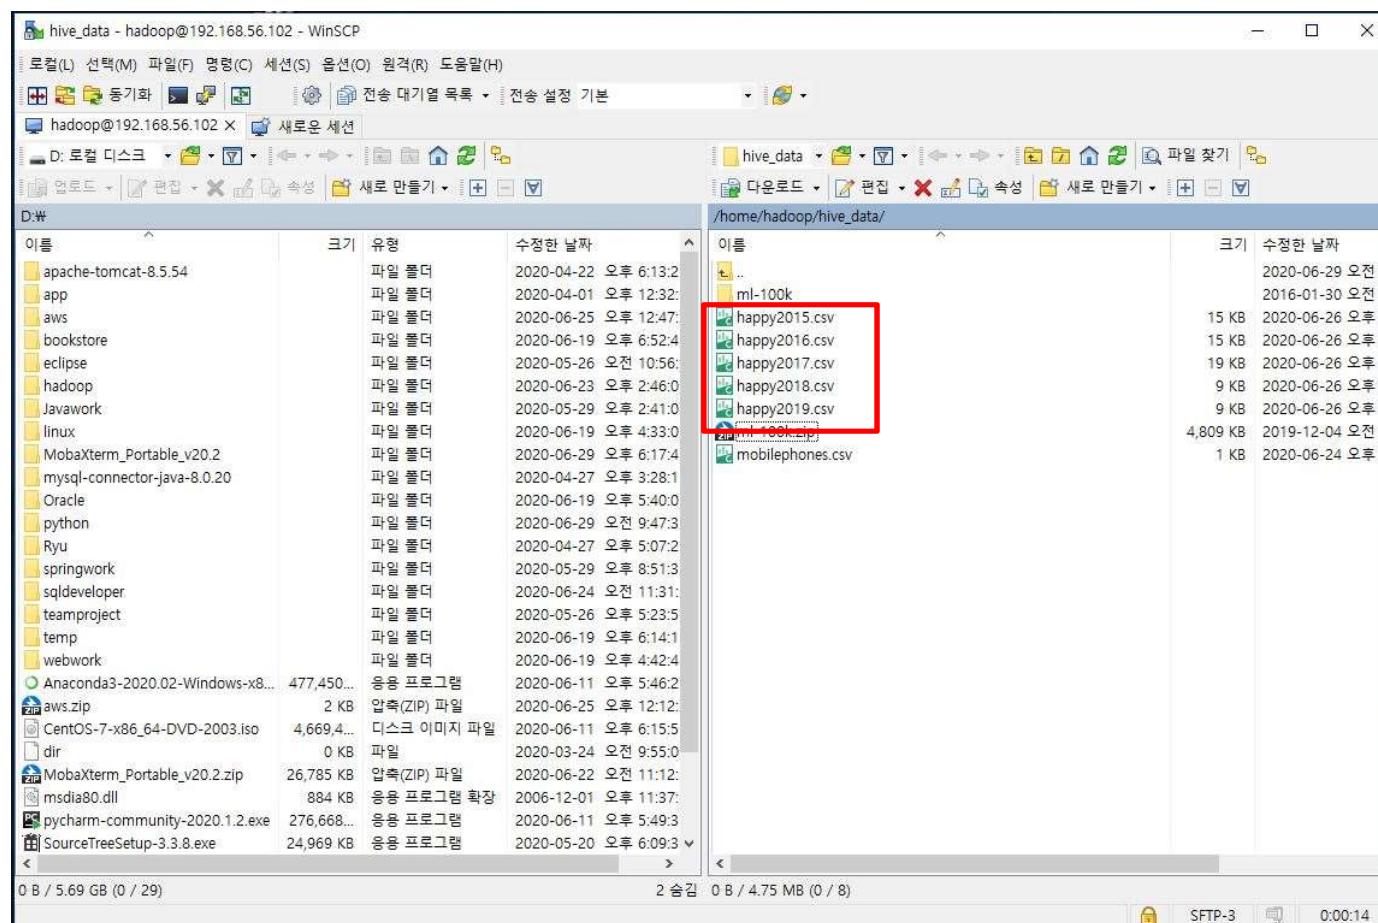 hive_data - hadoop@192.168.56.102 - WinSCP
로컬(L) 선택(M) 파일(F) 명령(C) 세션(S) 옵션(O) 원격(R) 도움말(H)
동기화 전송 대기열 목록 전송 설정 기본
hadoop@192.168.56.102 새로운 세션
D: 로컬 디스크
업로드 편집 속성 새로 만들기
D:₩
이름 크기 유형 수정한 날짜
apache-tomcat-8.5.54 파일 폴더 2020-04-22 오후 6:13:2
app 파일 폴더 2020-04-01 오후 12:32:
aws 파일 폴더 2020-06-25 오후 12:47:
bookstore 파일 폴더 2020-06-19 오후 6:52:4
eclipse 파일 폴더 2020-05-26 오전 10:56:
hadoop 파일 폴더 2020-06-23 오후 2:46:0
Javawork 파일 폴더 2020-05-29 오후 2:41:0
linux 파일 폴더 2020-06-19 오후 4:33:0
MobaXterm_Portable_v20.2 파일 폴더 2020-06-29 오후 6:17:4
mysql-connector-java-8.0.20 파일 폴더 2020-04-27 오후 3:28:1
Oracle 파일 폴더 2020-06-19 오후 5:40:0
python 파일 폴더 2020-06-29 오전 9:47:3
Ryu 파일 폴더 2020-04-27 오후 5:07:2
springwork 파일 폴더 2020-05-29 오후 8:51:3
sqldeveloper 파일 폴더 2020-06-24 오전 11:31:
teamproject 파일 폴더 2020-05-26 오후 5:23:5
temp 파일 폴더 2020-06-19 오후 6:14:1
webwork 파일 폴더 2020-06-19 오후 4:42:4
Anaconda3-2020.02-Windows-x8... 477,450... 응용 프로그램 2020-06-11 오후 5:46:2
aws.zip 2 KB 압축(ZIP) 파일 2020-06-25 오후 12:12:
CentOS-7-x86_64-DVD-2003.iso 4,669,4... 디스크 이미지 파일 2020-06-11 오후 6:15:5
dir 0 KB 파일 2020-03-24 오전 9:55:0
MobaXterm_Portable_v20.2.zip 26,785 KB 압축(ZIP) 파일 2020-06-22 오전 11:12:
msdia80.dll 884 KB 응용 프로그램 확장 2006-12-01 오후 11:37:
pycharm-community-2020.1.2.exe 276,668... 응용 프로그램 2020-06-11 오후 5:49:3
SourceTreeSetup-3.3.8.exe 24,969 KB 응용 프로그램 2020-05-20 오후 6:09:3
0 B / 5.69 GB (0 / 29) 2 숨김
hive_data 파일 찾기
다운로드 편집 속성 새로 만들기
/home/hadoop/hive_data/
이름 크기 수정한 날짜
.. 2020-06-29 오전
ml-100k 2016-01-30 오전
happy2015.csv 15 KB 2020-06-26 오후
happy2016.csv 15 KB 2020-06-26 오후
happy2017.csv 19 KB 2020-06-26 오후
happy2018.csv 9 KB 2020-06-26 오후
happy2019.csv 9 KB 2020-06-26 오후
ml-100k.zip 4,809 KB 2019-12-04 오전
mobilephones.csv 1 KB 2020-06-24 오후
0 B / 4.75 MB (0 / 8)
SFTP-3 0:00:14